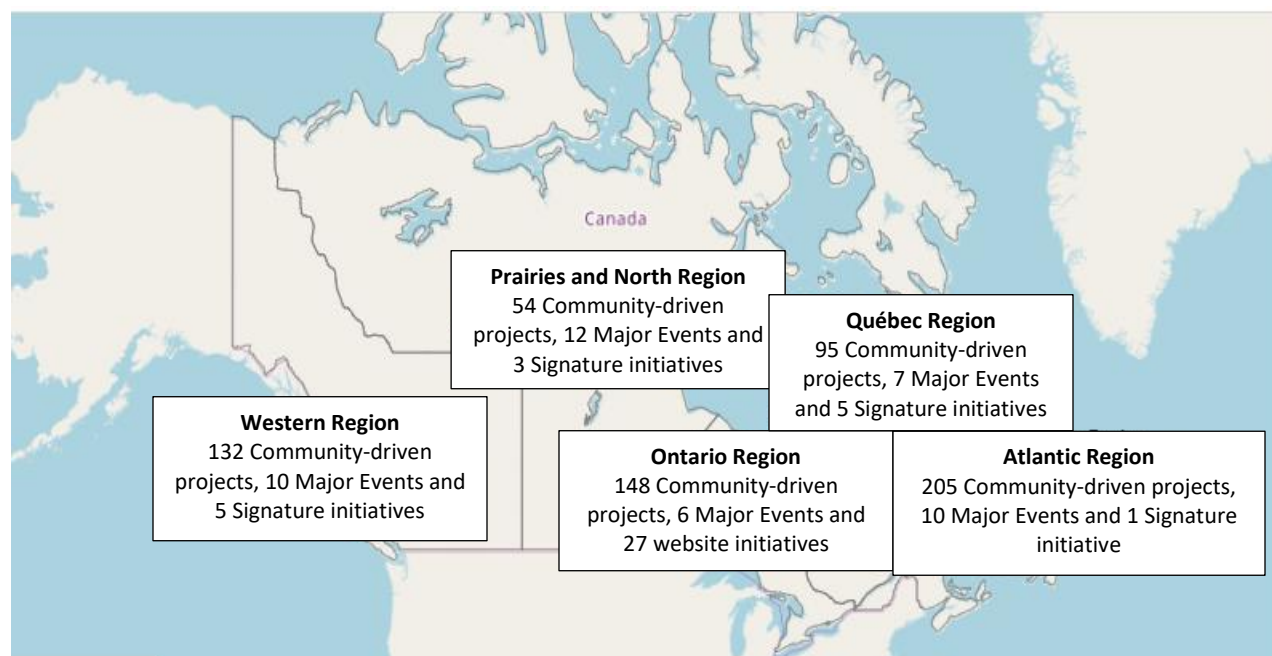 Canada
Prairies and North Region
54 Community-driven
projects, 12 Major Events and
3 Signature initiatives
Québec Region
95 Community-driven
projects, 7 Major Events
and 5 Signature initiatives
Western Region
132 Community-driven
projects, 10 Major Events and
5 Signature initiatives
Ontario Region
148 Community-driven
projects, 6 Major Events and
27 website initiatives
Atlantic Region
205 Community-driven projects,
10 Major Events and 1 Signature
initiative